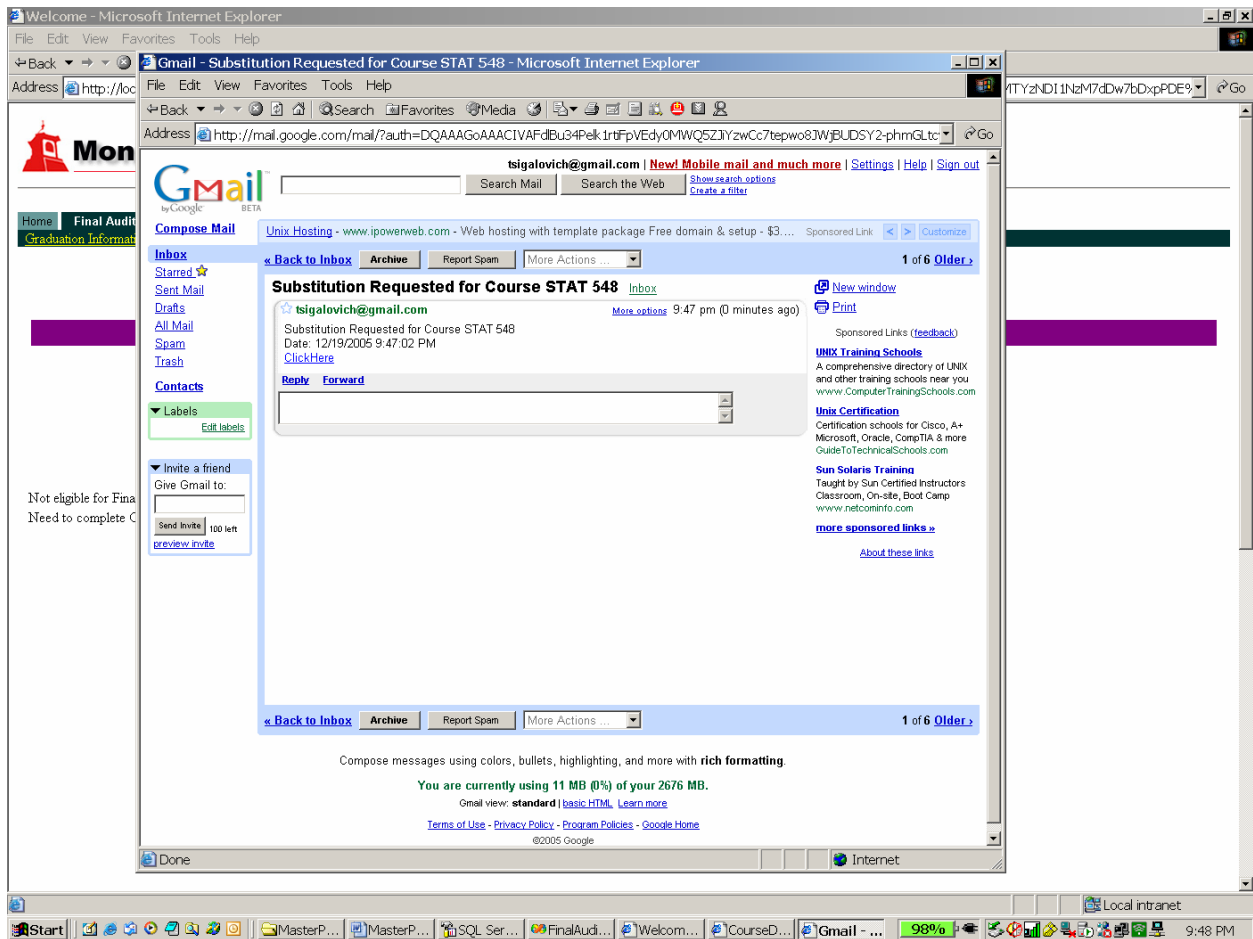 Welcome - Microsoft Internet Explorer
File Edit View Favorites Tools Help
Back
Address http://loc
Go
Mon
Home Final Audit
Graduation Informati
Not eligible for Fina
Need to complete
Gmail - Substitution Requested for Course STAT 548 - Microsoft Internet Explorer
File Edit View Favorites Tools Help
Back Search Favorites Media
Address Go
tsigalovich@gmail.com | New! Mobile mail and much more | Settings | Help | Sign out
Gmail
by Google BETA
Search Mail Search the Web Show search options
Create a filter
Compose Mail
Unix Hosting - www.ipowerweb.com - Web hosting with template package Free domain & setup - $3.... Sponsored Link < > Customize
Inbox
Starred
Sent Mail
Drafts
All Mail
Spam
Trash
Contacts
Labels
Edit labels
Invite a friend
Give Gmail to:
Send Invite 100 left
preview invite
« Back to Inbox Archive Report Spam More Actions ... 1 of 6 Older ›
Substitution Requested for Course STAT 548 Inbox
tsigalovich@gmail.com More options 9:47 pm (0 minutes ago)
Substitution Requested for Course STAT 548
Date: 12/19/2005 9:47:02 PM
ClickHere
Reply Forward
New window
Print
Sponsored Links (feedback)
UNIX Training Schools
A comprehensive directory of UNIX
and other training schools near you
www.ComputerTrainingSchools.com
Unix Certification
Certification schools for Cisco, A+
Microsoft, Oracle, CompTIA & more
GuideToTechnicalSchools.com
Sun Solaris Training
Taught by Sun Certified Instructors
Classroom, On-site, Boot Camp
www.netcominfo.com
more sponsored links »
About these links
« Back to Inbox Archive Report Spam More Actions ... 1 of 6 Older ›
Compose messages using colors, bullets, highlighting, and more with rich formatting.
You are currently using 11 MB (0%) of your 2676 MB.
Gmail view: standard | basic HTML Learn more
Terms of Use - Privacy Policy - Program Policies - Google Home
©2005 Google
Done Internet
Local intranet
Start MasterP... MasterP... SQL Ser... FinalAudi... Welcom... CourseD... Gmail - ... 98% 9:48 PM